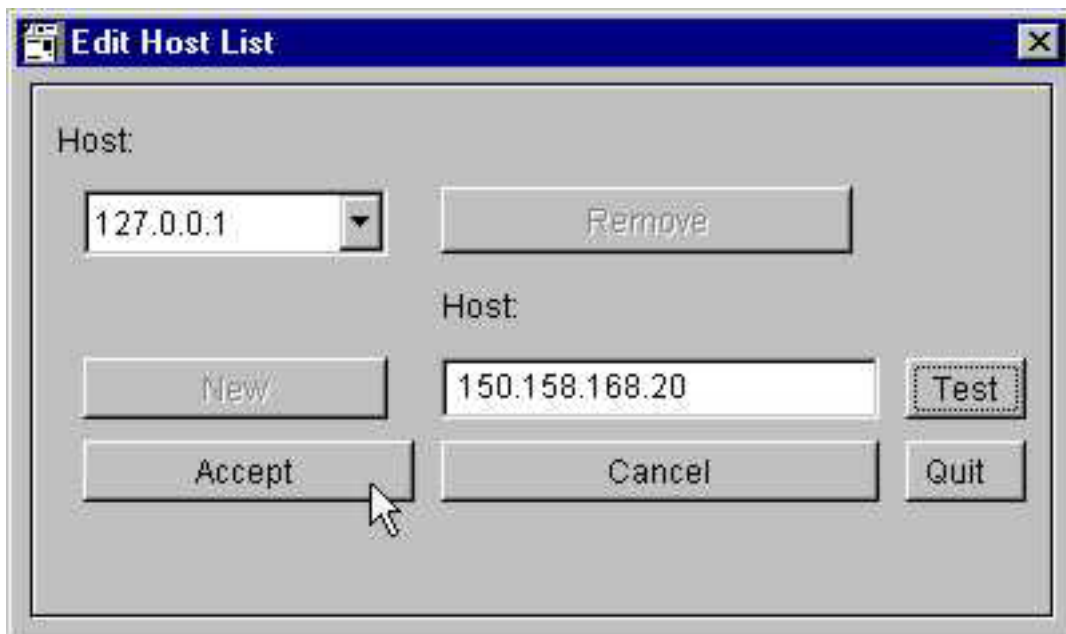 Edit Host List
Host:
127.0.0.1
Remove
Host:
New
150.158.168.20
Test
Accept
Cancel
Quit